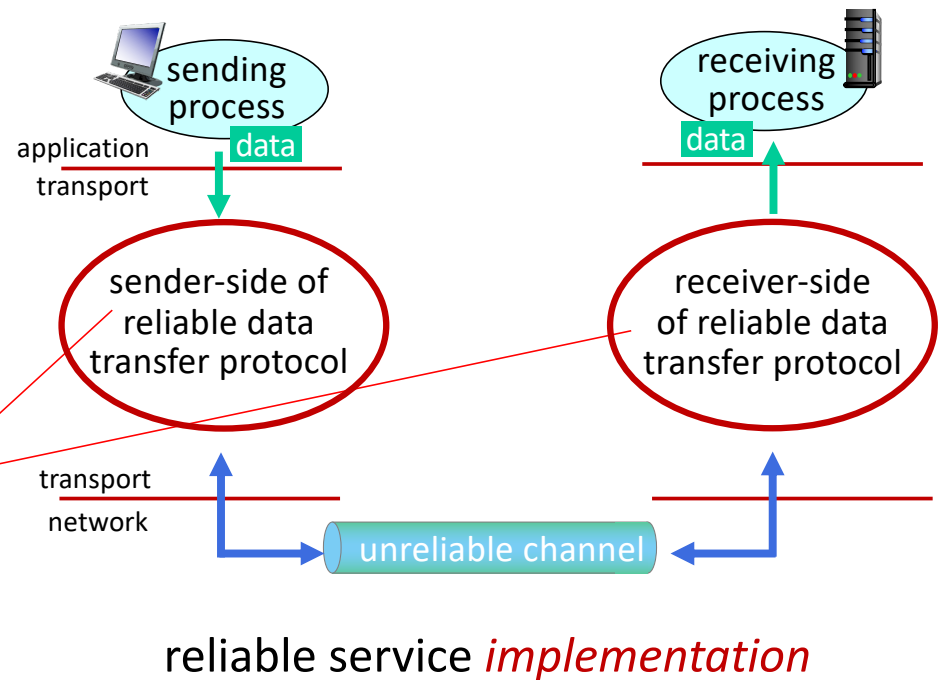 sending
process
data
application
transport
receiving
process
data
sender-side of
reliable data
transfer protocol
receiver-side
of reliable data
transfer protocol
transport
network
unreliable channel
reliable service implementation